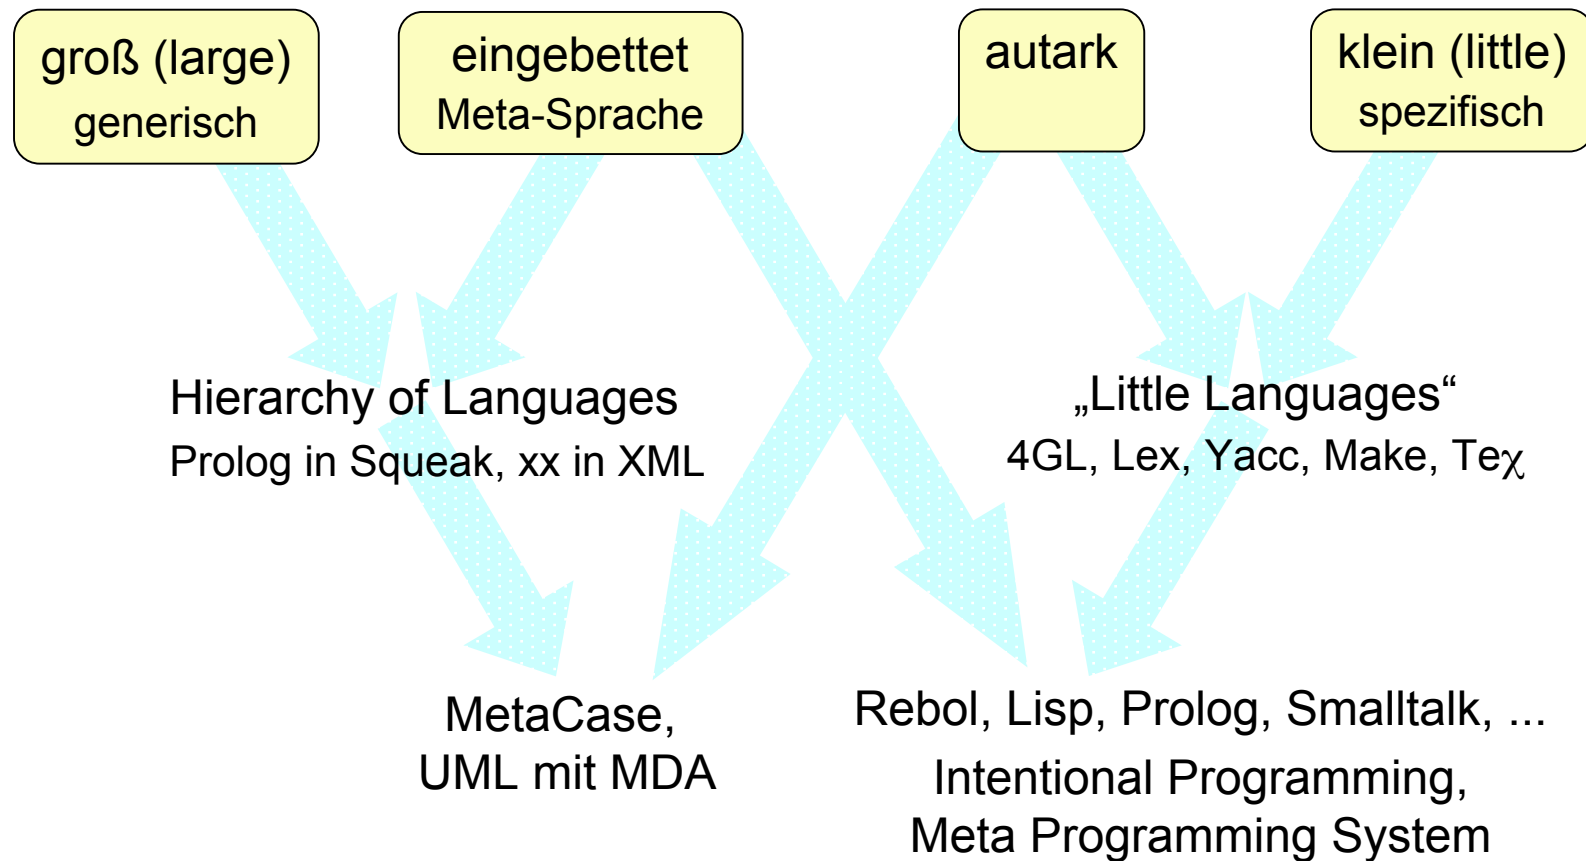 groß (large)
generisch
eingebettet
Meta-Sprache
autark
klein (little)
spezifisch
Hierarchy of Languages
Prolog in Squeak, xx in XML
„Little Languages“
4GL, Lex, Yacc, Make, Teχ
MetaCase,
UML mit MDA
Rebol, Lisp, Prolog, Smalltalk, ...
Intentional Programming,
Meta Programming System